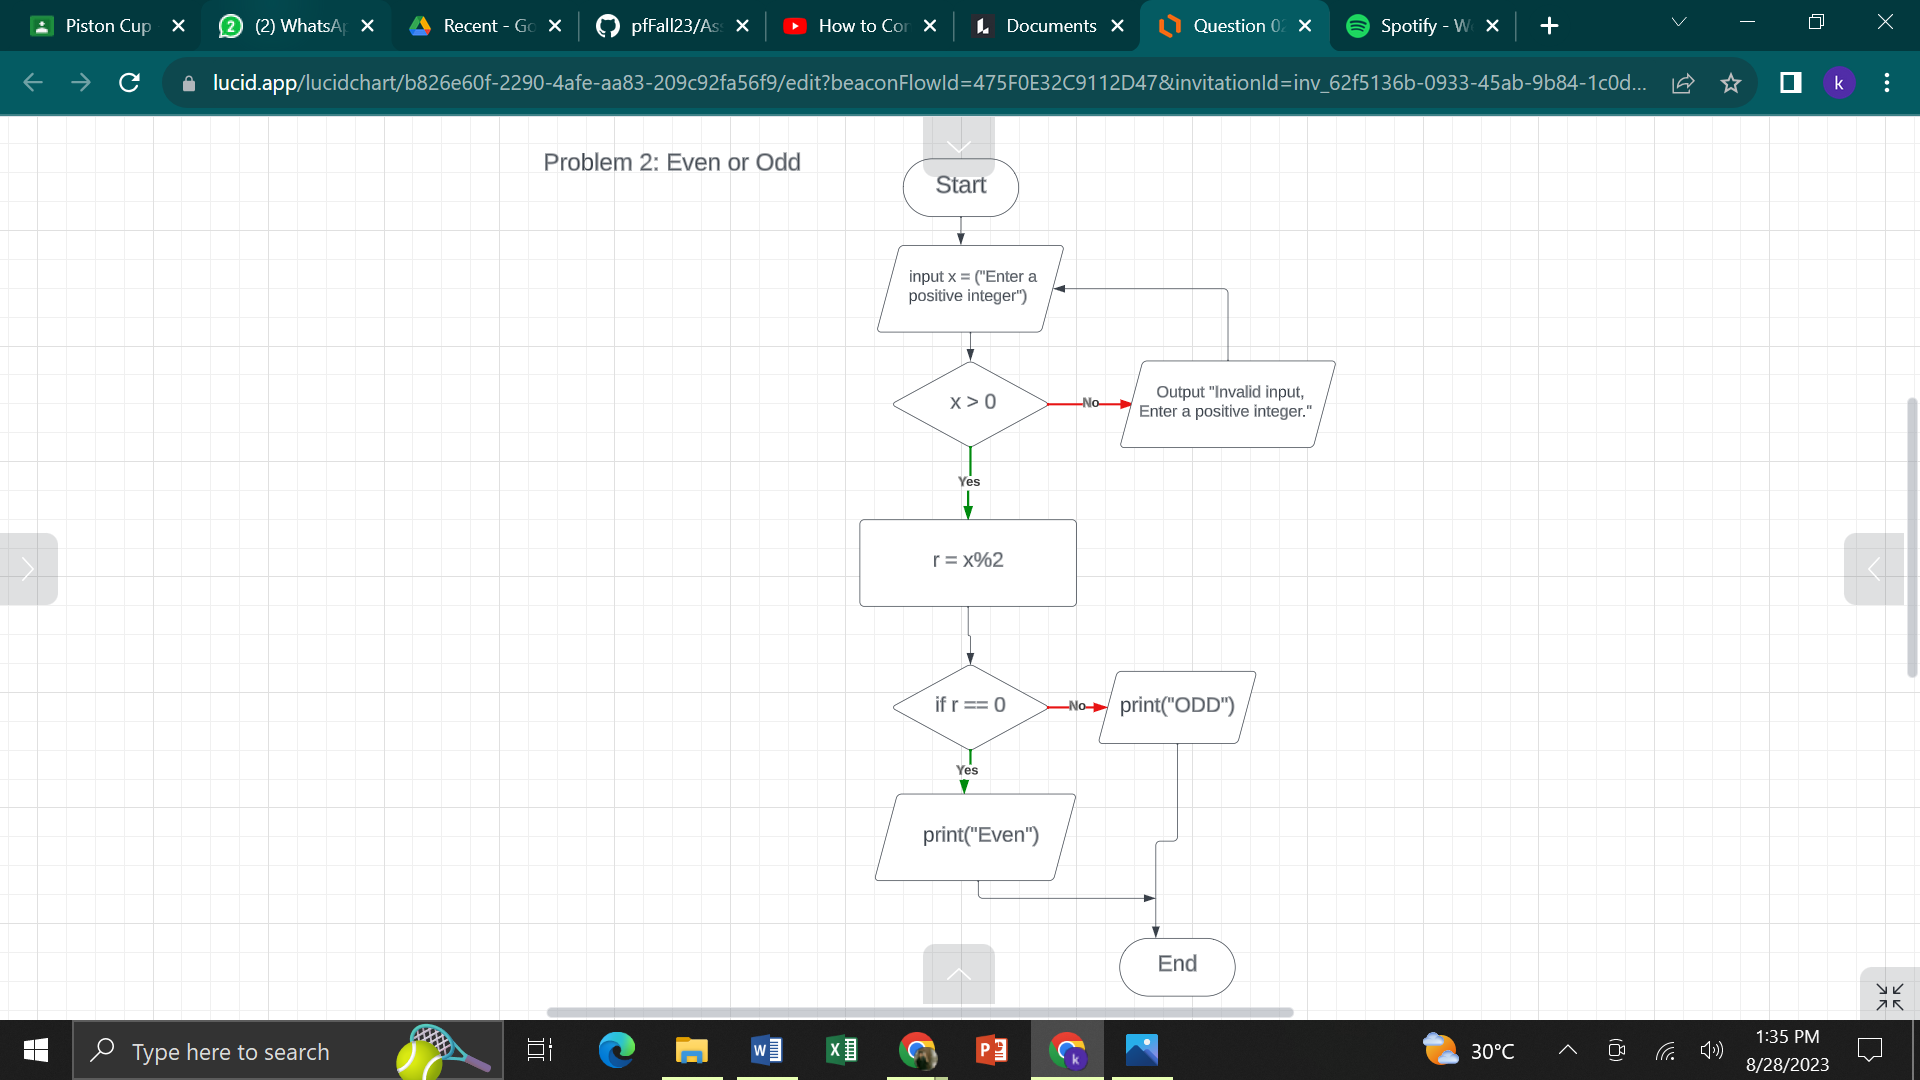 Piston Cup
(2) WhatsA
Recent - Go
pfFall23/As
How to Cor
Documents
Question 02
Spotify - W
lucid.app/lucidchart/b826e60f-2290-4afe-aa83-209c92fa56f9/edit?beaconFlowId=475F0E32C9112D47&invitationId=inv_62f5136b-0933-45ab-9b84-1c0d...
k
Problem 2: Even or Odd
Start
input x = ("Enter a
positive integer")
x > 0
No
Output "Invalid input,
Enter a positive integer."
Yes
r = x%2
if r == 0
No
print("ODD")
Yes
print("Even")
End
Type here to search
30°C
1:35 PM
8/28/2023